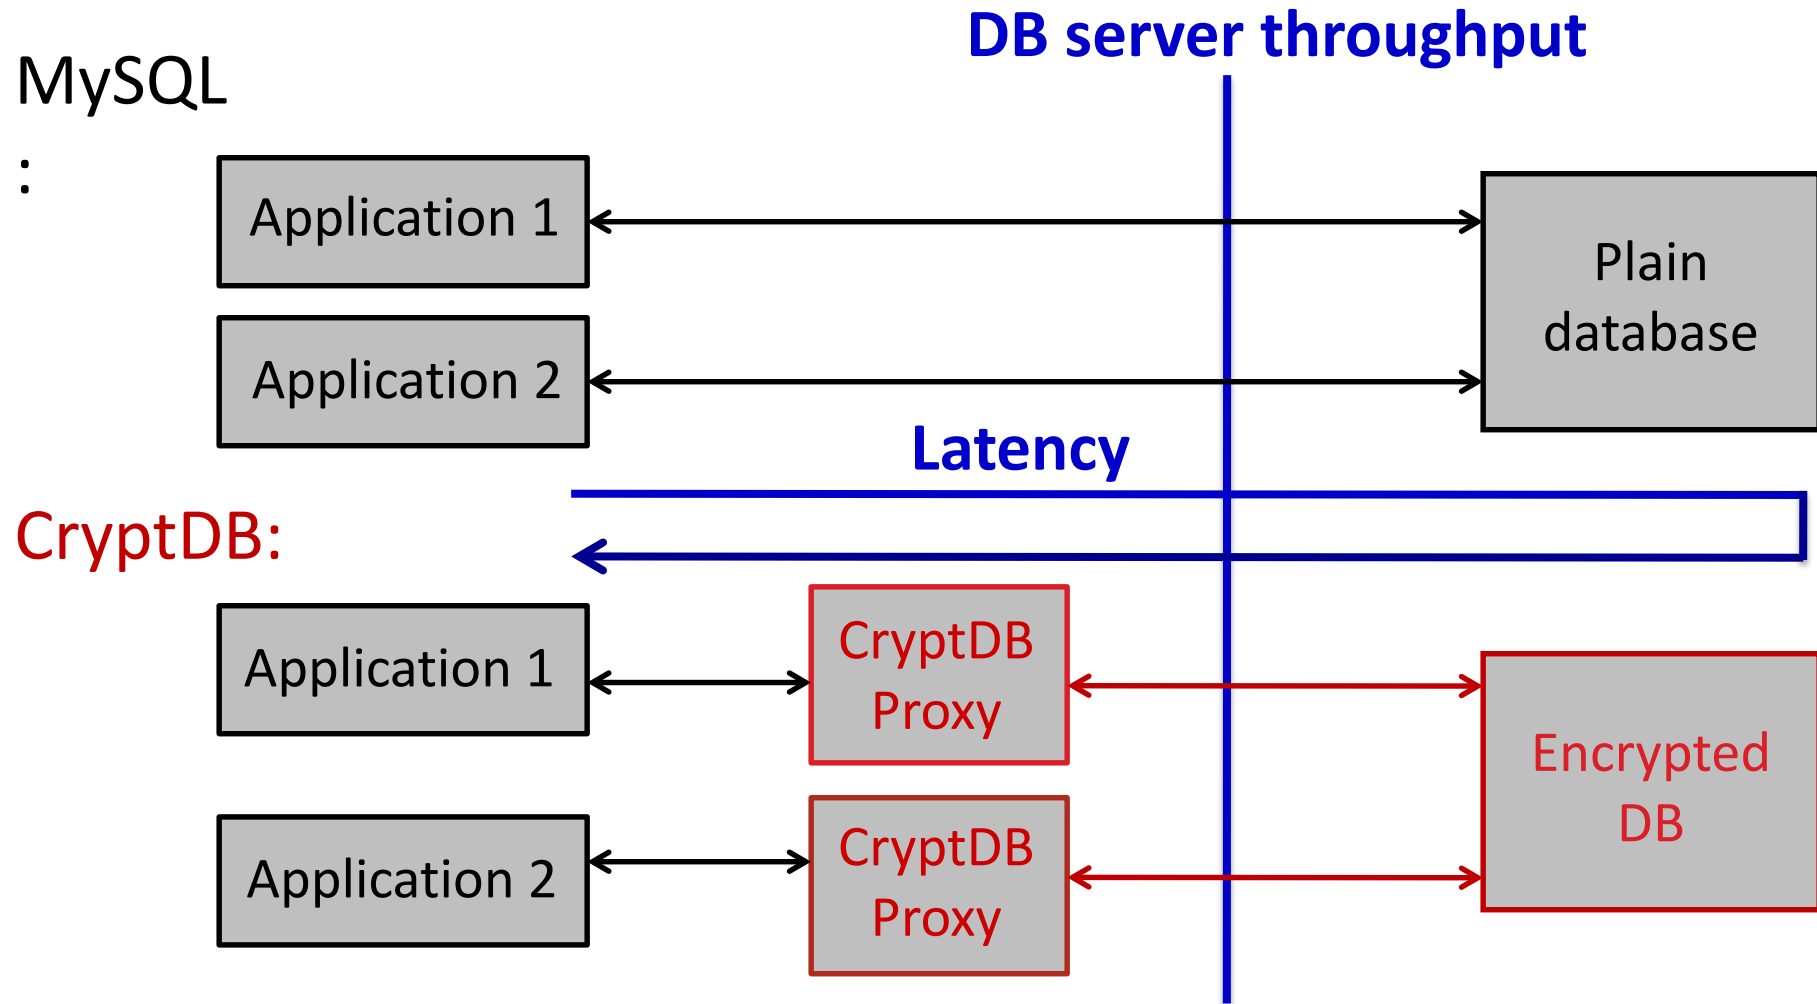 DB server throughput
MySQL
:
Application 1
Plain
database
Application 2
Latency
CryptDB:
Application 1
CryptDB
Proxy
Encrypted
DB
Application 2
CryptDB
Proxy